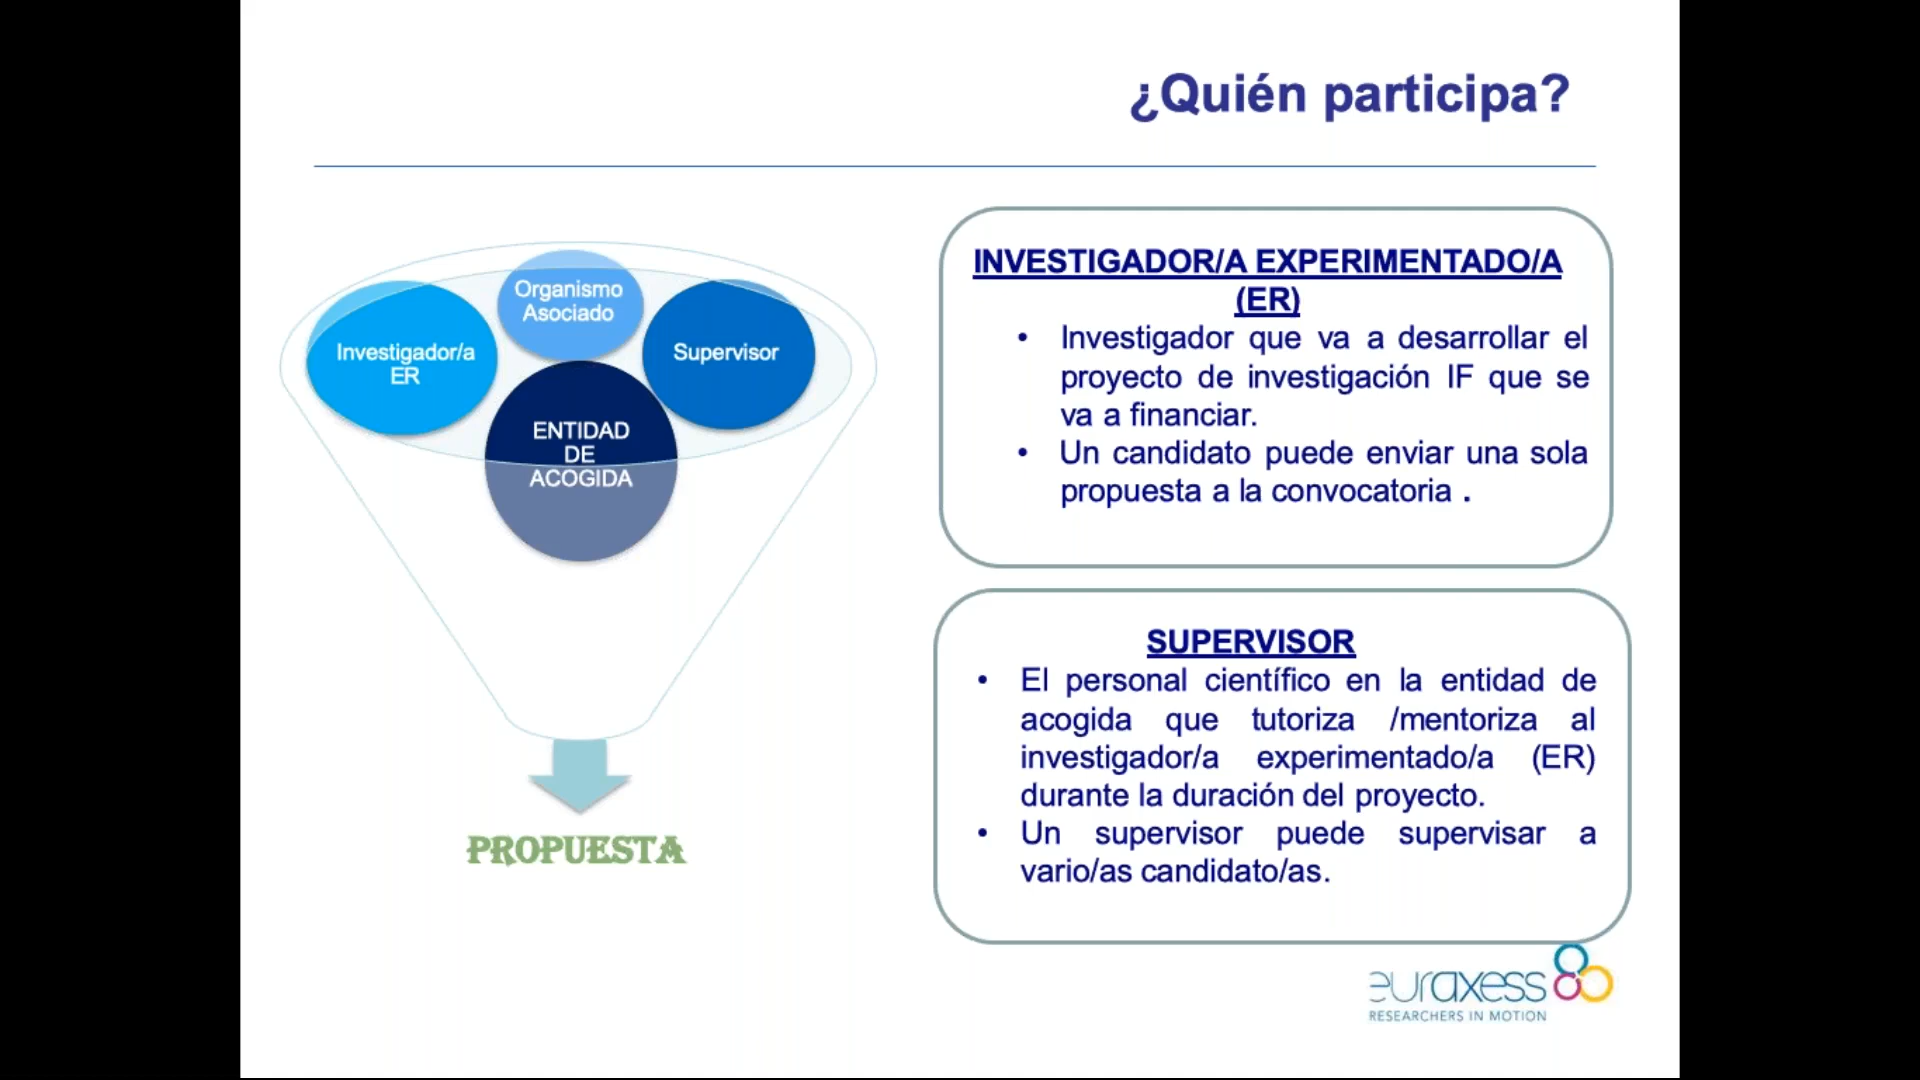 ¿Quién participa?
Organismo
Asociado
Investigador/a
ER
Supervisor
ENTIDAD
DE
ACOGIDA
PROPUESTA
INVESTIGADOR/A EXPERIMENTADO/A
(ER)
• Investigador que va a desarrollar el
proyecto de investigación IF que se
va a financiar.
• Un candidato puede enviar una sola
propuesta a la convocatoria .
SUPERVISOR
• El personal científico en la entidad de
acogida que tutoriza /mentoriza al
investigador/a experimentado/a (ER)
durante la duración del proyecto.
• Un supervisor puede supervisar a
vario/as candidato/as.
euraxess
RESEARCHERS IN MOTION